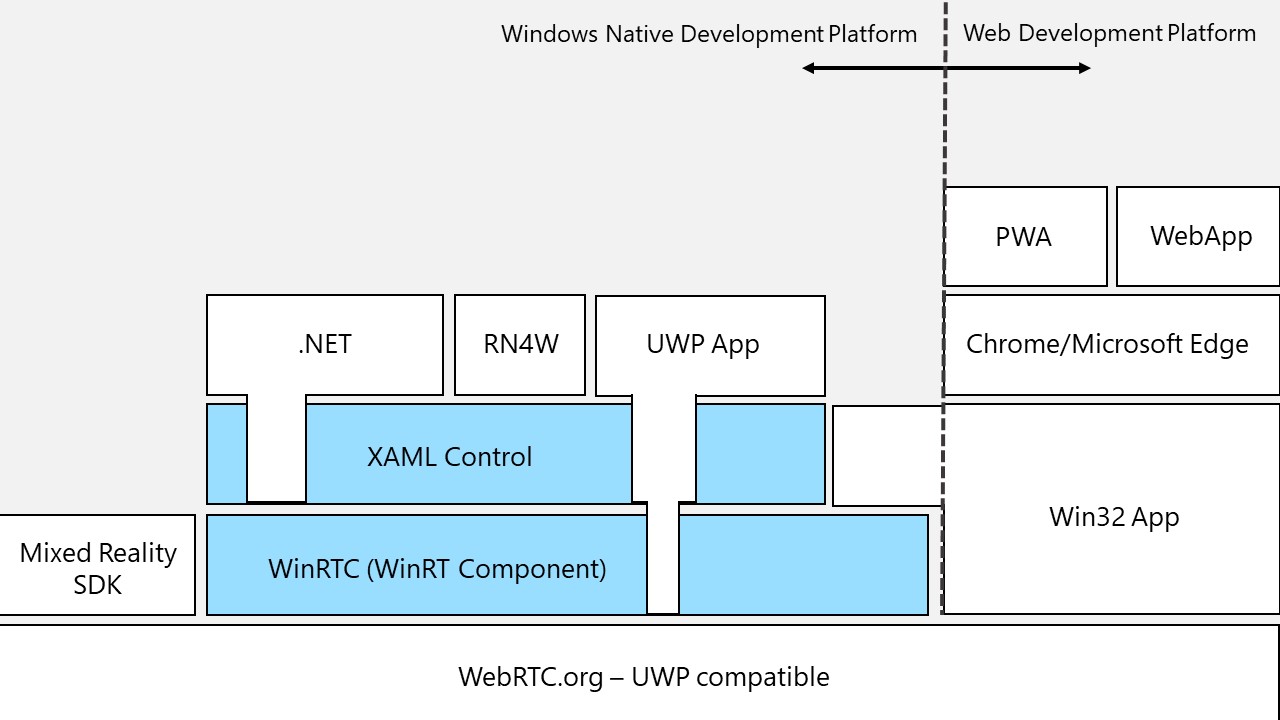 Windows Native Development Platform
Web Development Platform
PWA
WebApp
.NET
RN4W
UWP App
Chrome/Microsoft Edge
XAML Control
Win32 App
Mixed Reality
SDK
WinRTC (WinRT Component)
WebRTC.org – UWP compatible